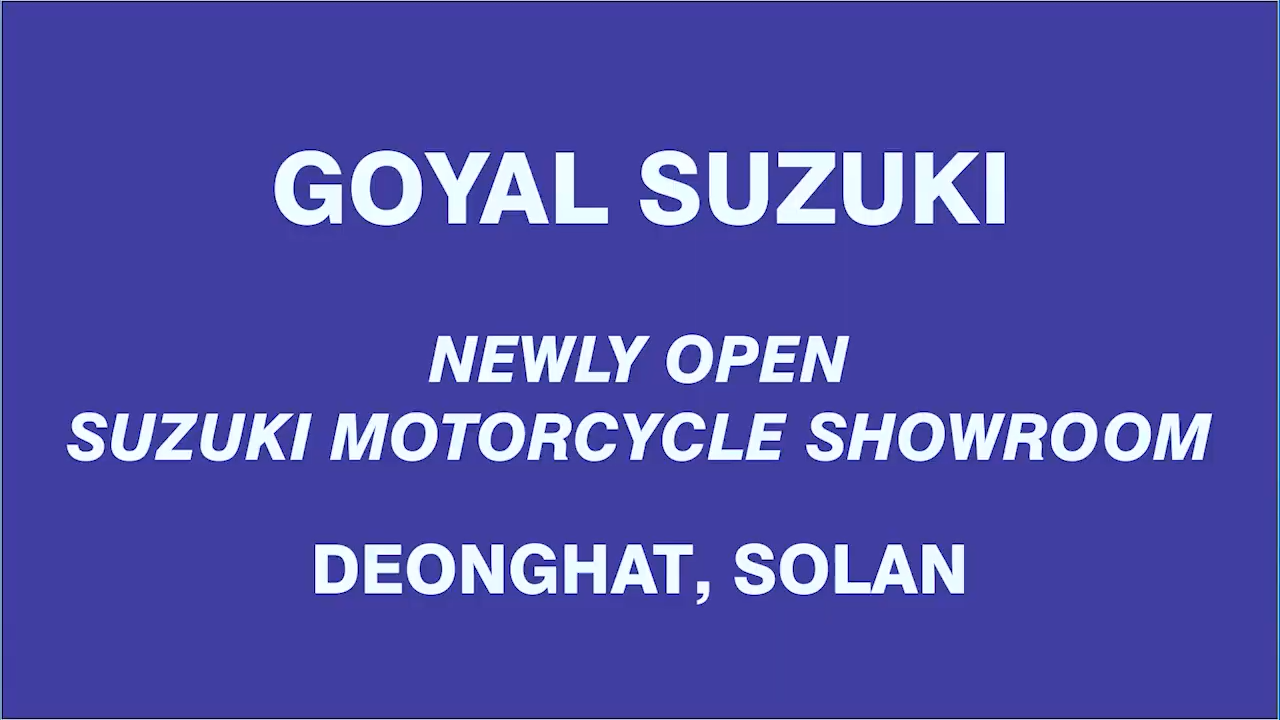 GOYAL SUZUKI
NEWLY OPEN
SUZUKI MOTORCYCLE SHOWROOM
DEONGHAT, SOLAN